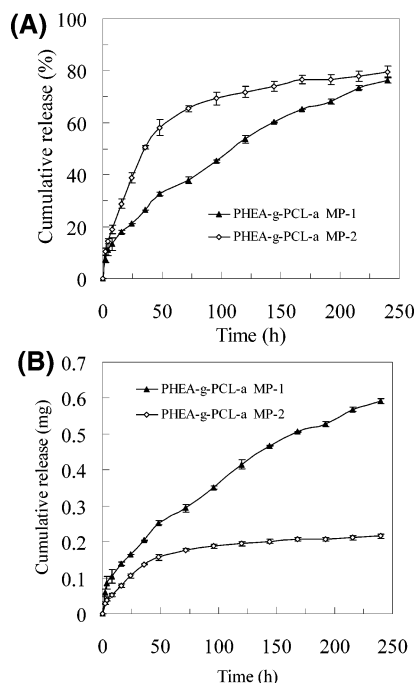 (A)
Cumulative release (%)
100
80
60
40
20
0
PHEA-g-PCL-a MP-1
PHEA-g-PCL-a MP-2
0 50 100 150 200 250
Time (h)
(B)
Cumulative release (mg)
0.7
0.6
0.5
0.4
0.3
0.2
0.1
0
PHEA-g-PCL-a MP-1
PHEA-g-PCL-a MP-2
0 50 100 150 200 250
Time (h)